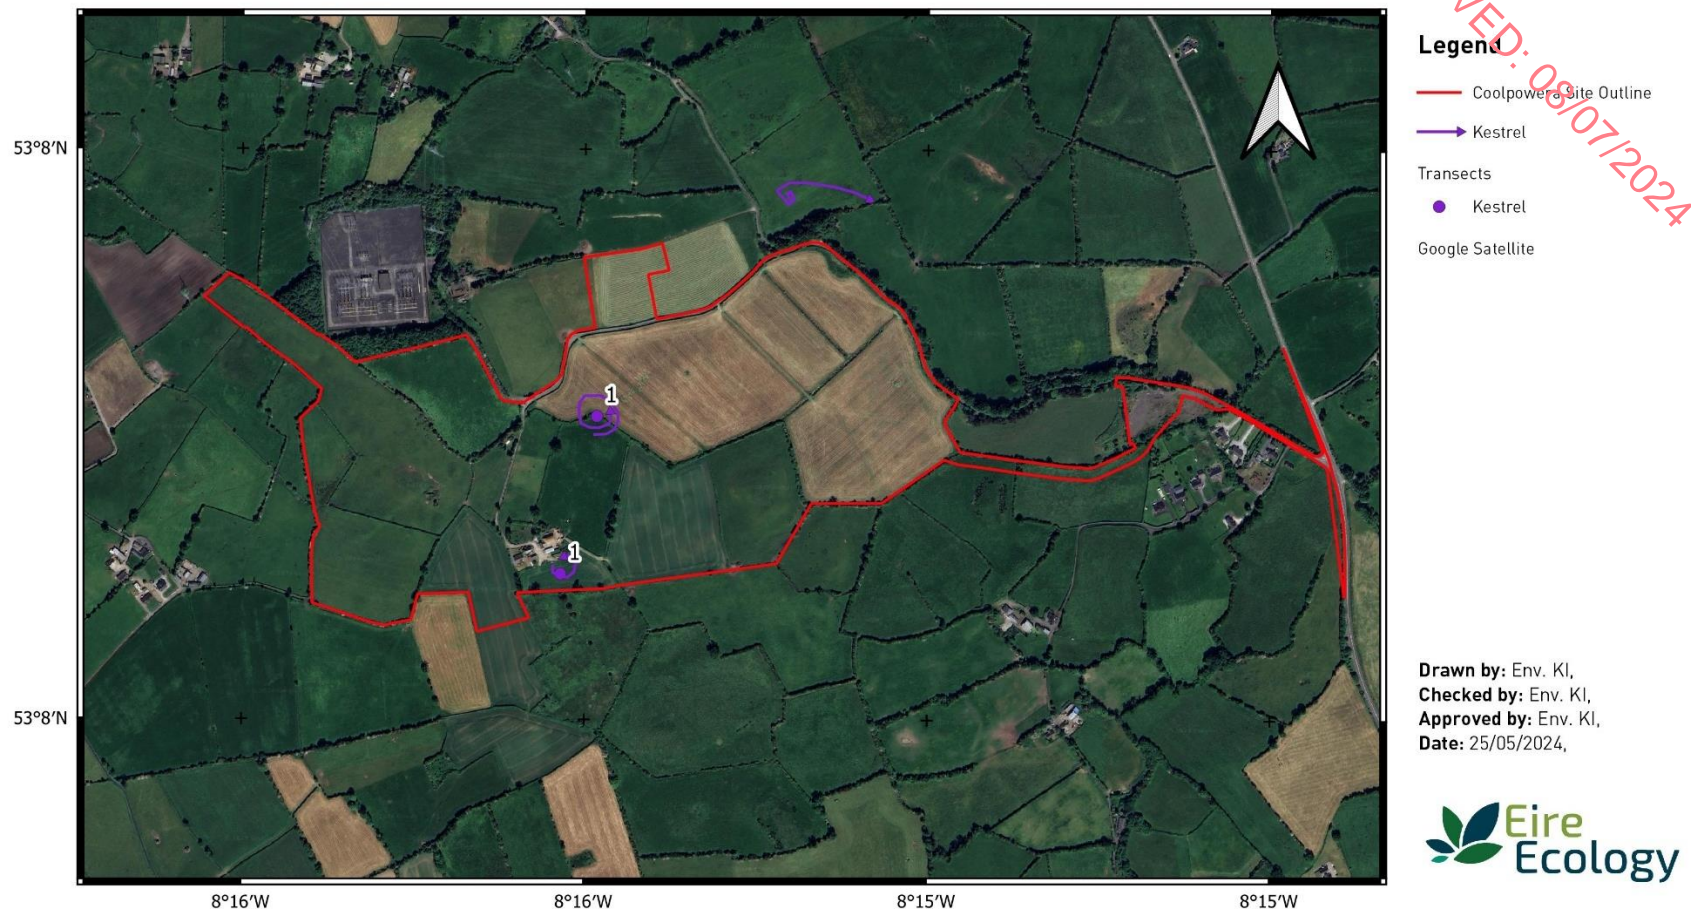 VED: 08/07/2024
Legend
Coolpowera Site Outline
Kestrel
Transects
Kestrel
Google Satellite
53°8′N
1
1
53°8′N
8°16′W
8°16′W
8°15′W
8°15′W
Drawn by: Env. KI,
Checked by: Env. KI,
Approved by: Env. KI,
Date: 25/05/2024,
Eire
Ecology